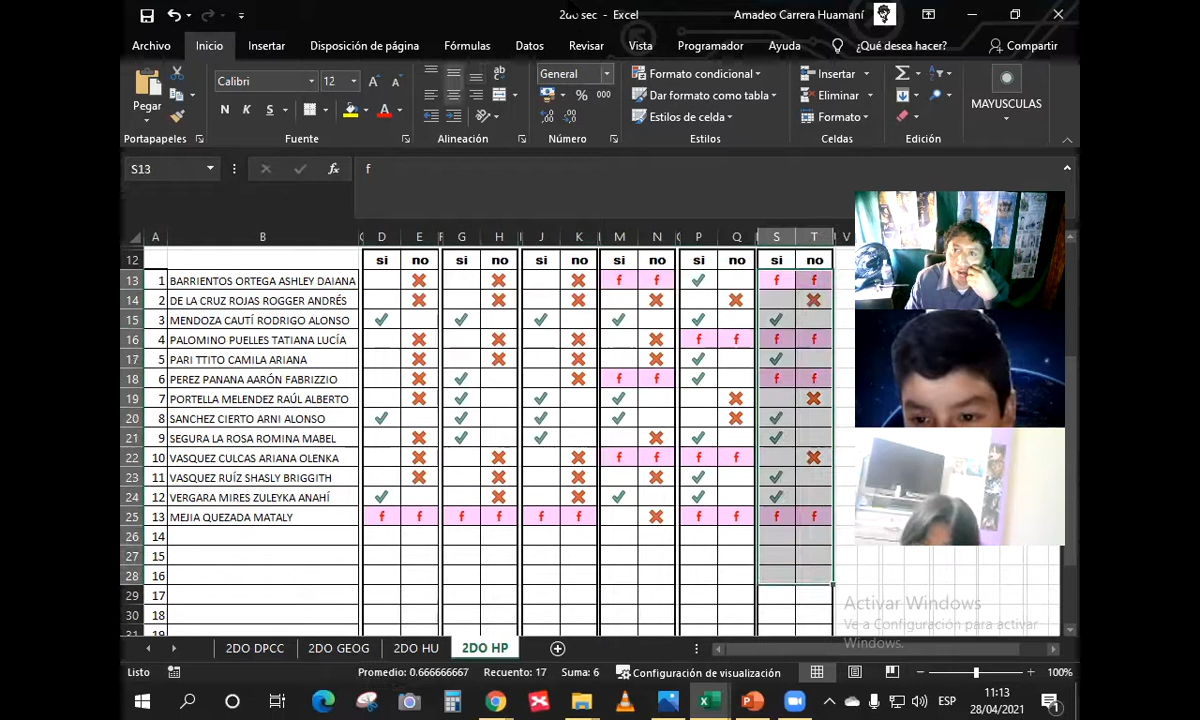 2do sec - Excel
Amadeo Carrera Huamaní
Archivo Inicio Insertar Disposición de página Fórmulas Datos Revisar Vista Programador Ayuda ¿Qué desea hacer? Compartir
Pegar
Calibri 12
N K S
A A
ab
General
% 000
Formato condicional
Dar formato como tabla
Estilos de celda
Insertar
Eliminar
Formato
MAYUSCULAS
Portapapeles Fuente Alineación Número Estilos Celdas Edición
S13 fx f
A B C D E F G H I J K L M N P Q S T V
12 si no si no si no si no si no si no
13 1 BARRIENTOS ORTEGA ASHLEY DAIANA f f f f
14 2 DE LA CRUZ ROJAS ROGGER ANDRÉS
15 3 MENDOZA CAUTÍ RODRIGO ALONSO
16 4 PALOMINO PUELLES TATIANA LUCÍA f f f f
17 5 PARI TTITO CAMILA ARIANA
18 6 PEREZ PANANA AARÓN FABRIZZIO f f f f
19 7 PORTELLA MELENDEZ RAÚL ALBERTO
20 8 SANCHEZ CIERTO ARNI ALONSO
21 9 SEGURA LA ROSA ROMINA MABEL
22 10 VASQUEZ CULCAS ARIANA OLENKA f f f f
23 11 VASQUEZ RUÍZ SHASLY BRIGGITH
24 12 VERGARA MIRES ZULEYKA ANAHÍ
25 13 MEJIA QUEZADA MATALY f f f f f f f f f f
26 14
27 15
28 16
29 17
30 18
31 19
Activar Windows
Ve a Configuración para activar
Windows.
2DO DPCC 2DO GEOG 2DO HU 2DO HP
Listo Promedio: 0.666666667 Recuento: 17 Suma: 6 Configuración de visualización 100%
ESP
11:13
28/04/2021
1